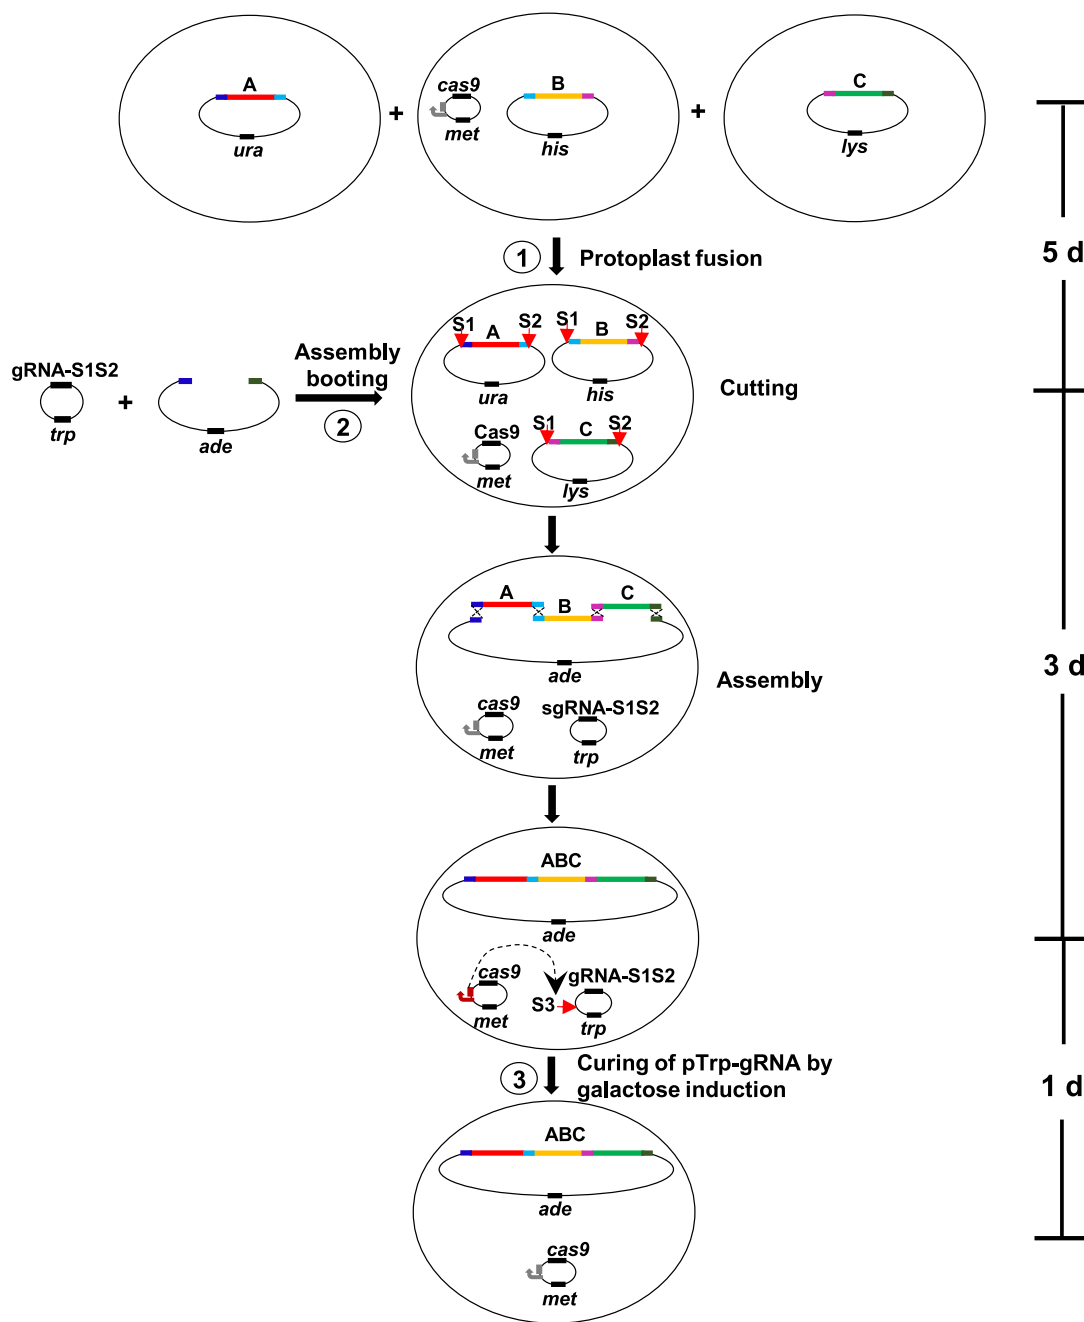 A
ura
+
cas9
met
B
his
+
C
lys
5 d
1
Protoplast fusion
gRNA-S1S2
trp
+
ade
Assembly
booting
2
S1
A
S2
ura
S1
B
S2
his
Cas9
met
S1
C
S2
lys
Cutting
A
B
C
ade
cas9
met
sgRNA-S1S2
trp
Assembly
3 d
ABC
ade
cas9
met
S3
gRNA-S1S2
trp
3
Curing of pTrp-gRNA by
galactose induction
1 d
ABC
ade
cas9
met